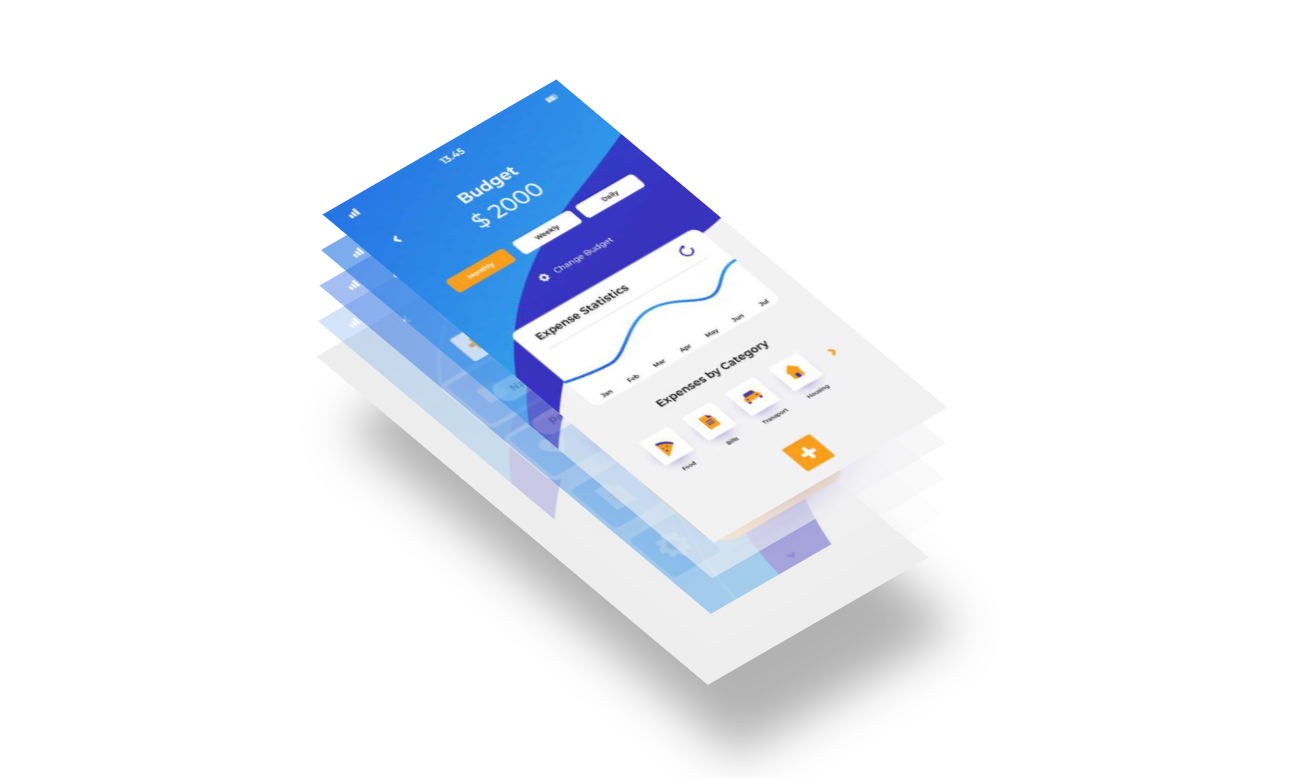 13.45
Budget
$ 2000
Monthly
Weekly
Daily
Change Budget
Expense Statistics
Jan
Feb
Mar
Apr
May
Jun
Jul
Expenses by Category
Food
Bills
Transport
Housing